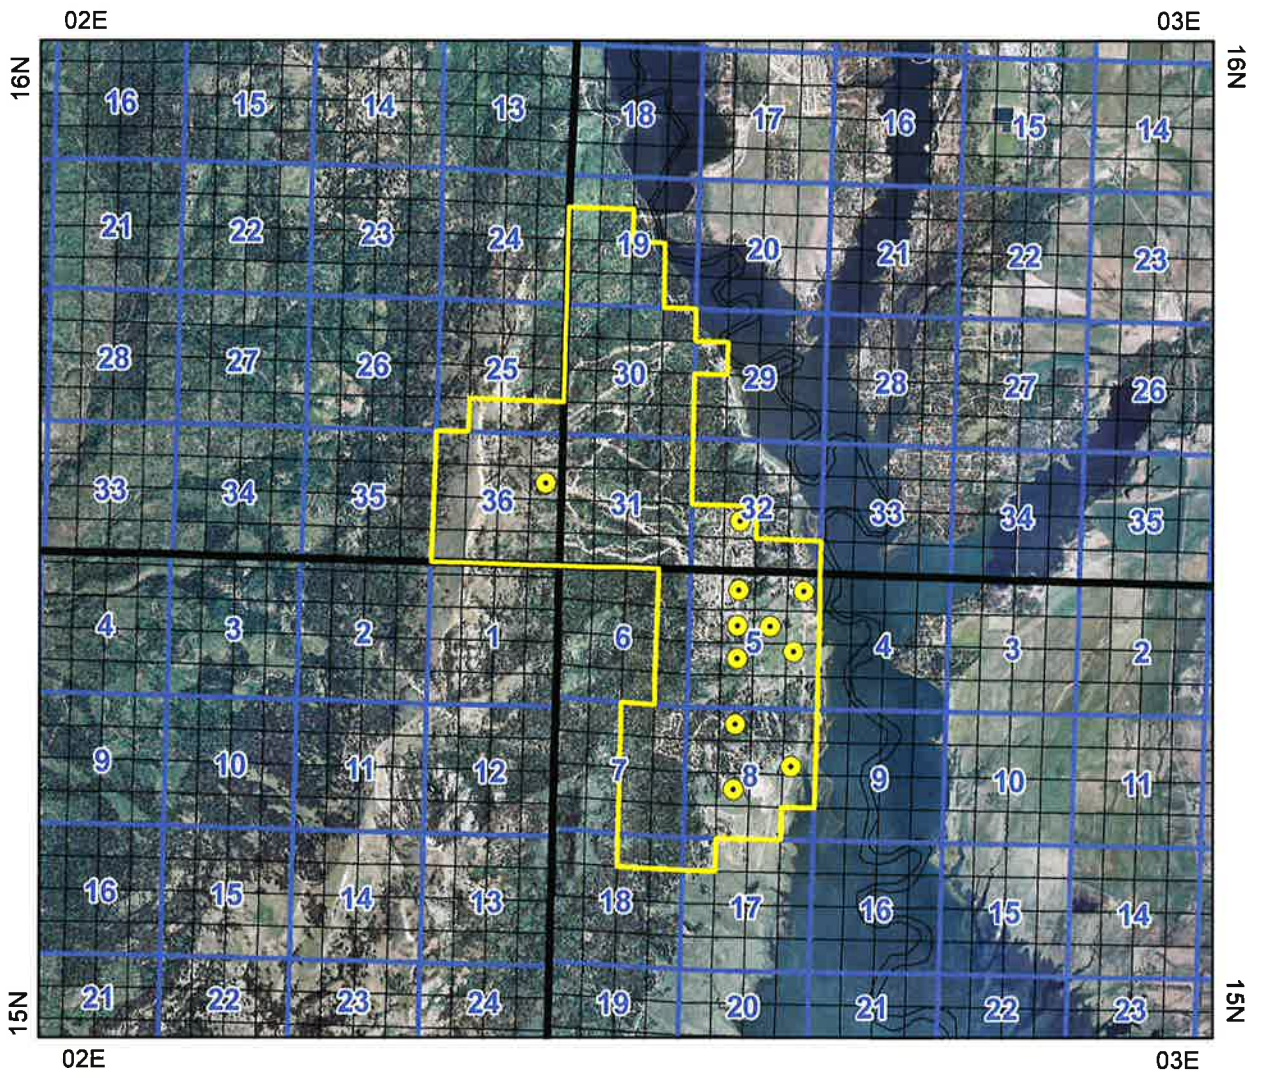 02E 03E
16N 16N
16 15 14 13 18 17 16 15 14
21 22 23 24 19 20 21 22 23
28 27 26 25 30 29 28 27 26
33 34 35 36 31 32 33 34 35
4 3 2 1 6 5 4 3 2
9 10 11 12 7 8 9 10 11
16 15 14 13 18 17 16 15 14
21 22 23 24 19 20 21 22 23
15N 15N
02E 03E